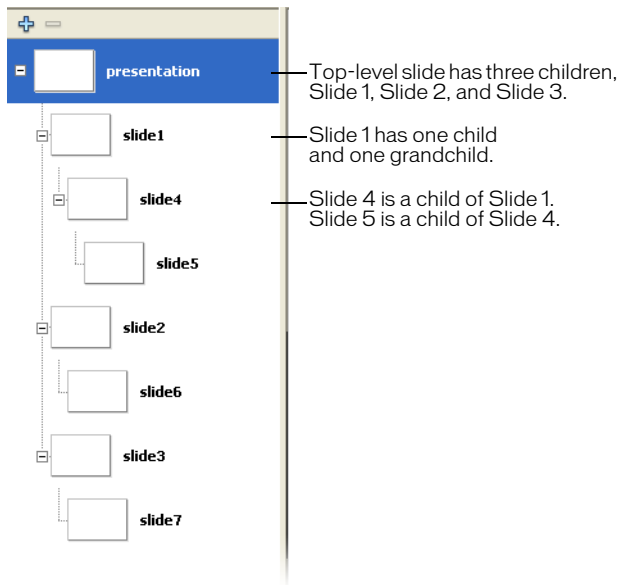 presentation
Top-level slide has three children,
Slide 1, Slide 2, and Slide 3.
slide1
Slide 1 has one child
and one grandchild.
slide4
Slide 4 is a child of Slide 1.
Slide 5 is a child of Slide 4.
slide5
slide2
slide6
slide3
slide7